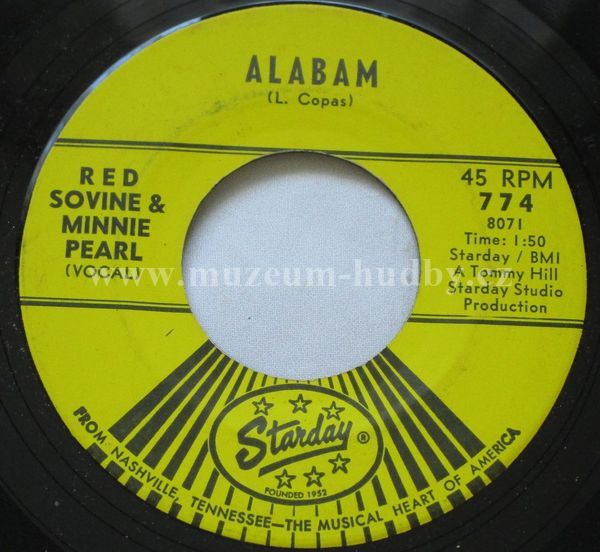 ALABAM
(L. Copas)
RED
SOVINE &
MINNIE
PEARL
(VOCAL)
45 RPM
774
8071
Time: 1:50
Starday / BMI
A Tommy Hill
Starday Studio
Production
www.muzeum-hudby.cz
Starday ®
FOUNDED 1952
FROM NASHVILLE, TENNESSEE—THE MUSICAL HEART OF AMERICA